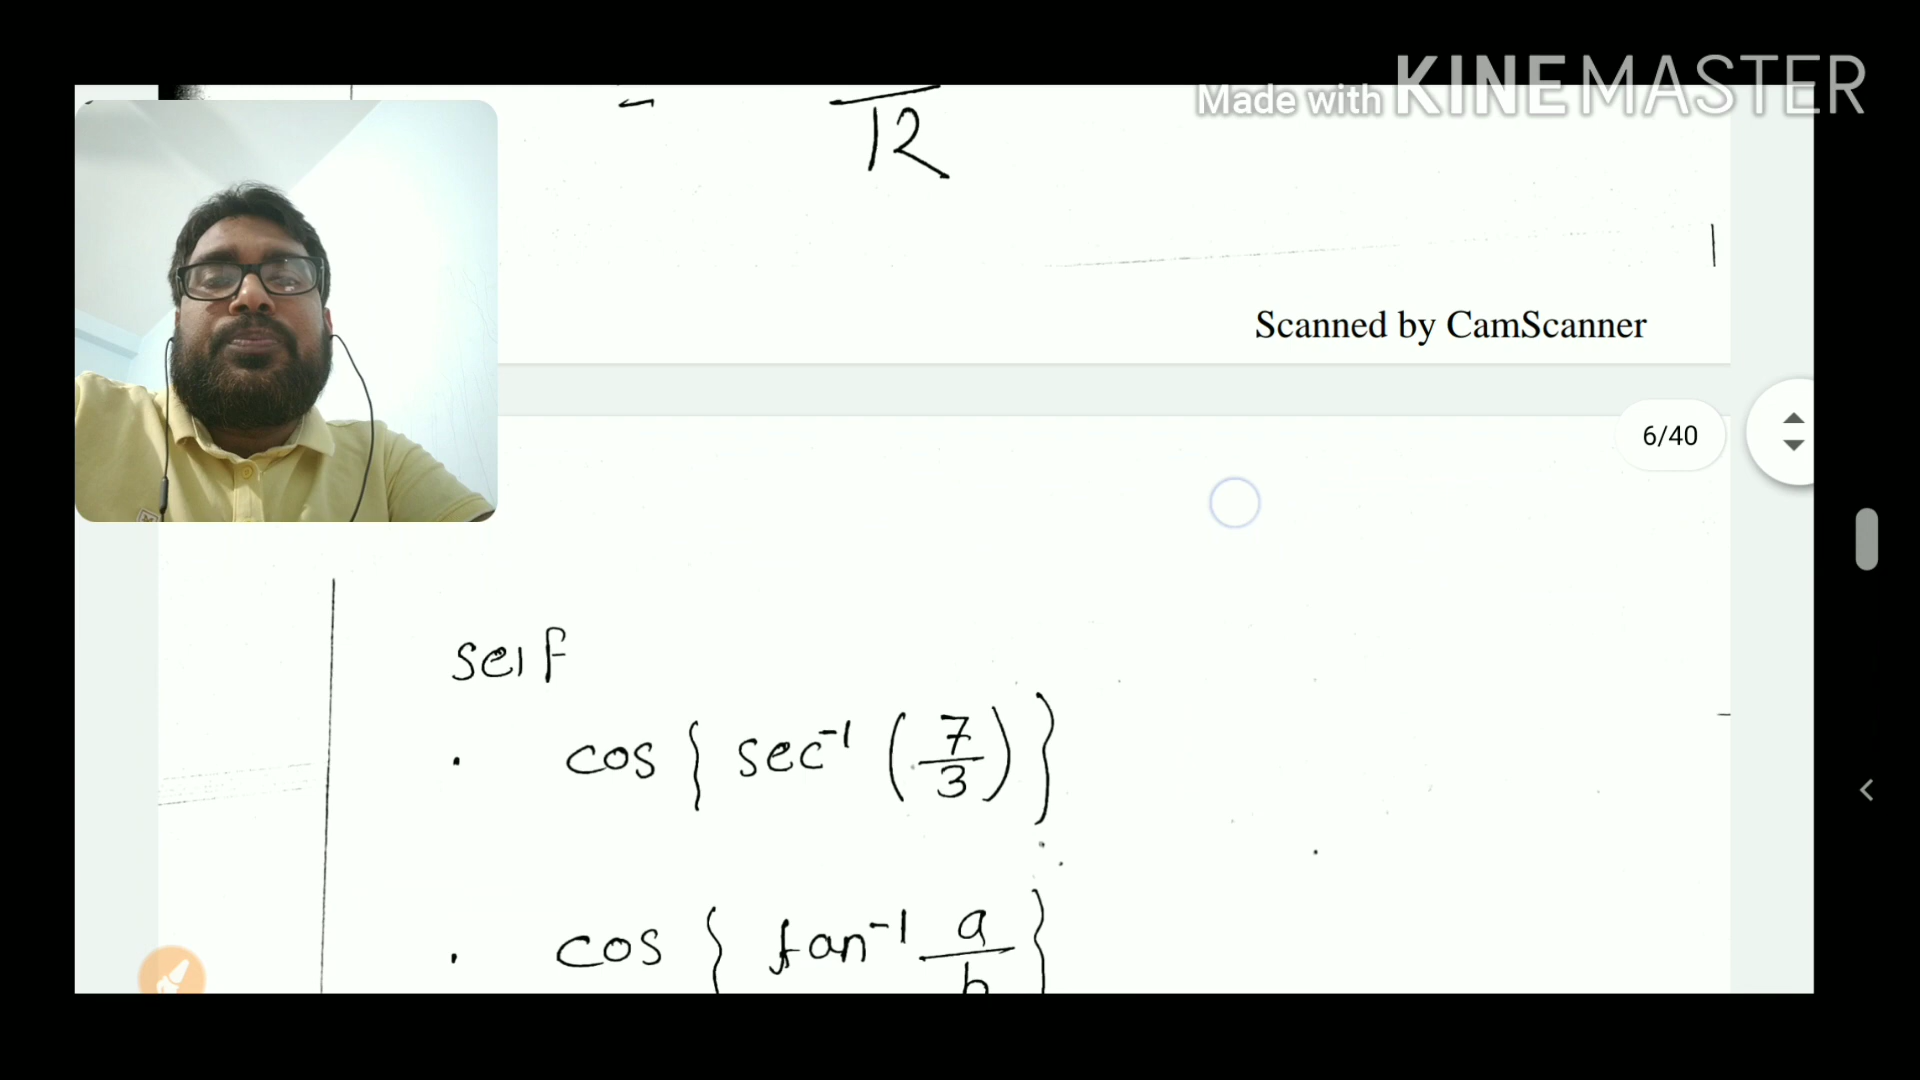 Made with KINEMASTER
12
Scanned by CamScanner
6/40
self
. cos { sec⁻¹ ( 7/3 ) }
. cos { tan⁻¹ a/b }